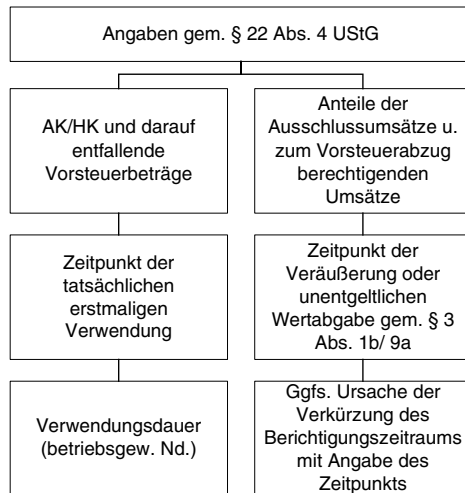 Angaben gem. § 22 Abs. 4 UStG
AK/HK und darauf
entfallende
Vorsteuerbeträge
Anteile der
Ausschlussumsätze u.
zum Vorsteuerabzug
berechtigenden
Umsätze
Zeitpunkt der
tatsächlichen
erstmaligen
Verwendung
Zeitpunkt der
Veräußerung oder
unentgeltlichen
Wertabgabe gem. § 3
Abs. 1b/ 9a
Verwendungsdauer
(betriebsgew. Nd.)
Ggfs. Ursache der
Verkürzung des
Berichtigungszeitraums
mit Angabe des
Zeitpunkts